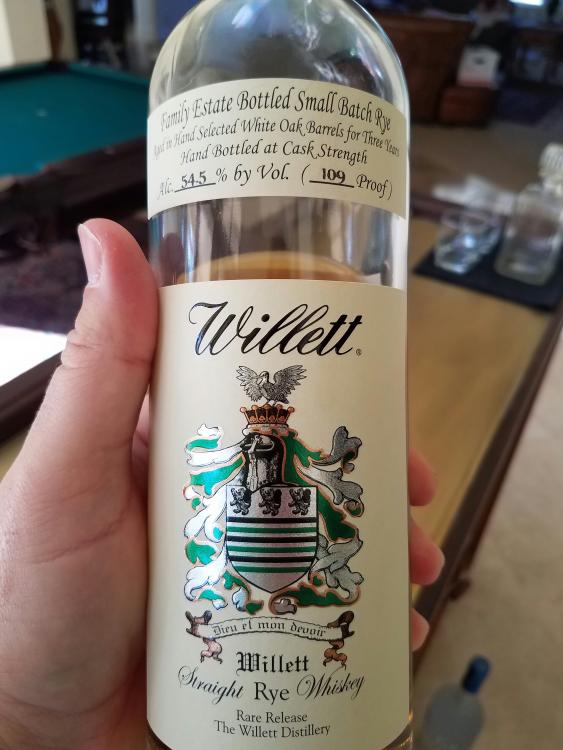 Family Estate Bottled Small Batch Rye
Aged in Hand Selected White Oak Barrels for Three Years
Hand Bottled at Cask Strength
Alc. 54.5 % by Vol. ( 109 Proof )
Willett®
Dieu et mon devoir
Willett
Straight Rye Whiskey
Rare Release
The Willett Distillery